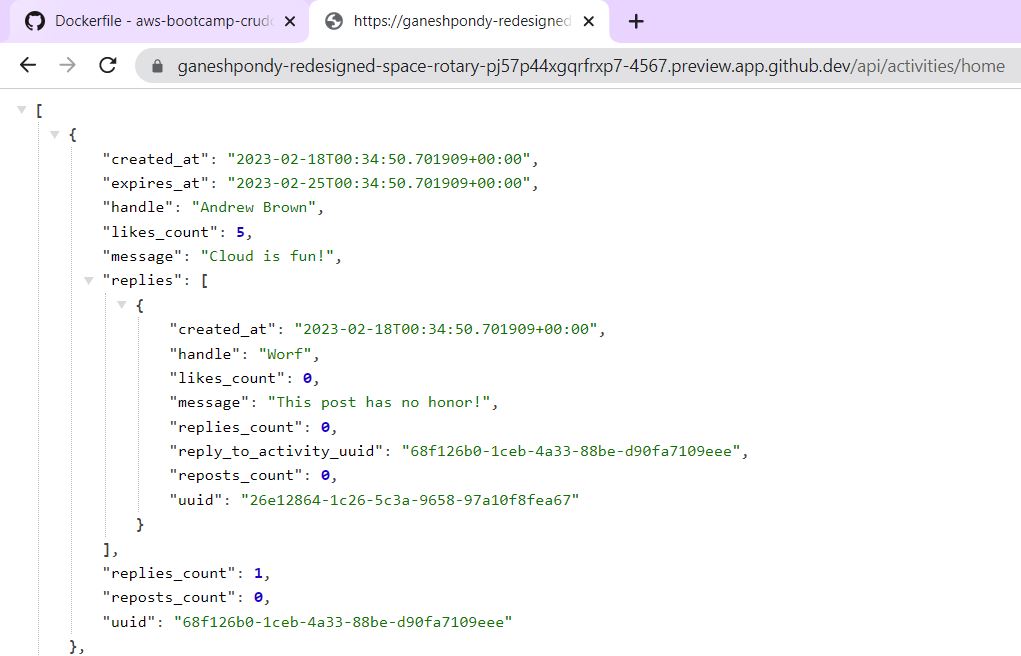 Dockerfile - aws-bootcamp-crud
https://ganeshpondy-redesigned
ganeshpondy-redesigned-space-rotary-pj57p44xgqrfrxp7-4567.preview.app.github.dev/api/activities/home
[
{
"created_at": "2023-02-18T00:34:50.701909+00:00",
"expires_at": "2023-02-25T00:34:50.701909+00:00",
"handle": "Andrew Brown",
"likes_count": 5,
"message": "Cloud is fun!",
"replies": [
{
"created_at": "2023-02-18T00:34:50.701909+00:00",
"handle": "Worf",
"likes_count": 0,
"message": "This post has no honor!",
"replies_count": 0,
"reply_to_activity_uuid": "68f126b0-1ceb-4a33-88be-d90fa7109eee",
"reposts_count": 0,
"uuid": "26e12864-1c26-5c3a-9658-97a10f8fea67"
}
],
"replies_count": 1,
"reposts_count": 0,
"uuid": "68f126b0-1ceb-4a33-88be-d90fa7109eee"
},